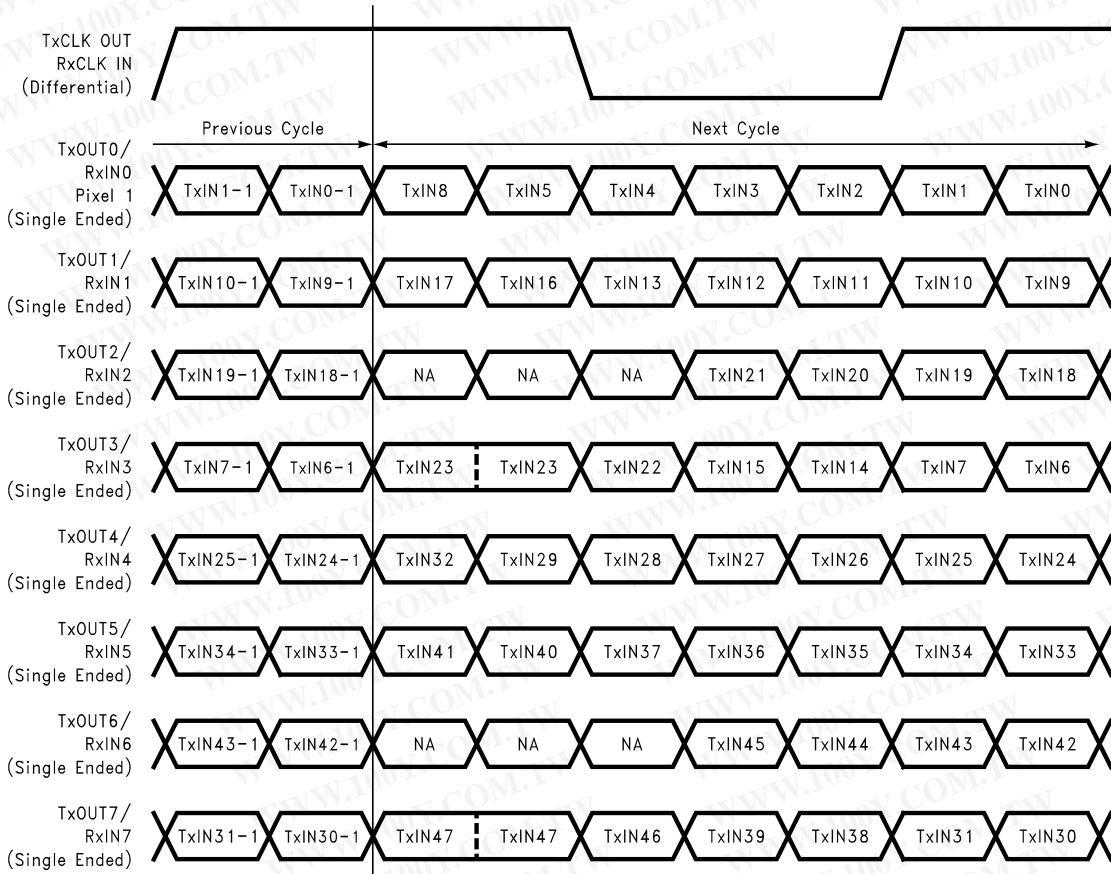 TxCLK OUT
RxCLK IN
(Differential)
Previous Cycle Next Cycle
TxOUT0/
RxIN0
Pixel 1
(Single Ended)
TxIN1-1 TxIN0-1 TxIN8 TxIN5 TxIN4 TxIN3 TxIN2 TxIN1 TxIN0
TxOUT1/
RxIN1
(Single Ended)
TxIN10-1 TxIN9-1 TxIN17 TxIN16 TxIN13 TxIN12 TxIN11 TxIN10 TxIN9
TxOUT2/
RxIN2
(Single Ended)
TxIN19-1 TxIN18-1 NA NA NA TxIN21 TxIN20 TxIN19 TxIN18
TxOUT3/
RxIN3
(Single Ended)
TxIN7-1 TxIN6-1 TxIN23 TxIN23 TxIN22 TxIN15 TxIN14 TxIN7 TxIN6
TxOUT4/
RxIN4
(Single Ended)
TxIN25-1 TxIN24-1 TxIN32 TxIN29 TxIN28 TxIN27 TxIN26 TxIN25 TxIN24
TxOUT5/
RxIN5
(Single Ended)
TxIN34-1 TxIN33-1 TxIN41 TxIN40 TxIN37 TxIN36 TxIN35 TxIN34 TxIN33
TxOUT6/
RxIN6
(Single Ended)
TxIN43-1 TxIN42-1 NA NA NA TxIN45 TxIN44 TxIN43 TxIN42
TxOUT7/
RxIN7
(Single Ended)
TxIN31-1 TxIN30-1 TxIN47 TxIN47 TxIN46 TxIN39 TxIN38 TxIN31 TxIN30
WWW.100Y.COM.TW